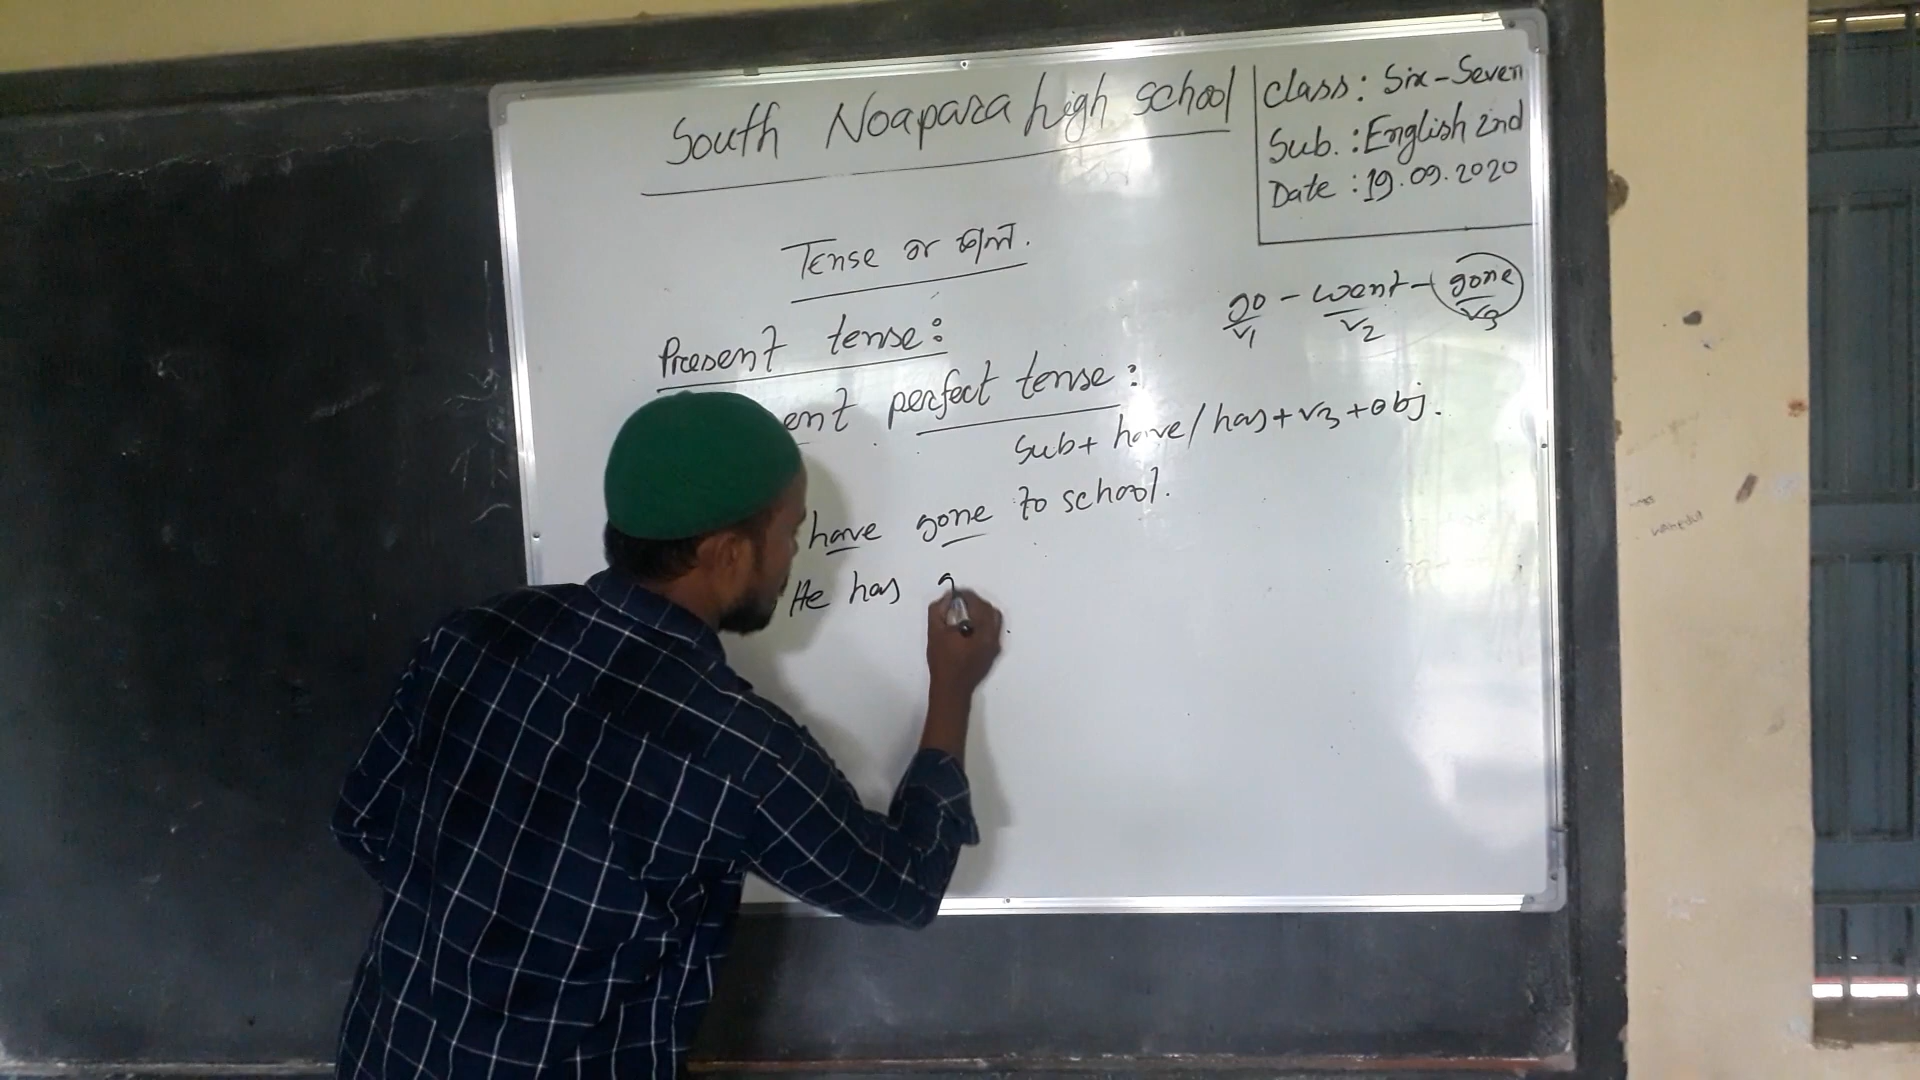 South Noapara high school
class: Six-Seven
Sub.: English 2nd
Date: 19.09.2020
Tense or কাল.
go - went - gone
v1 v2 v3
Present tense:
ent perfect tense:
Sub+ have/has+v3+obj.
have gone to school.
He has g